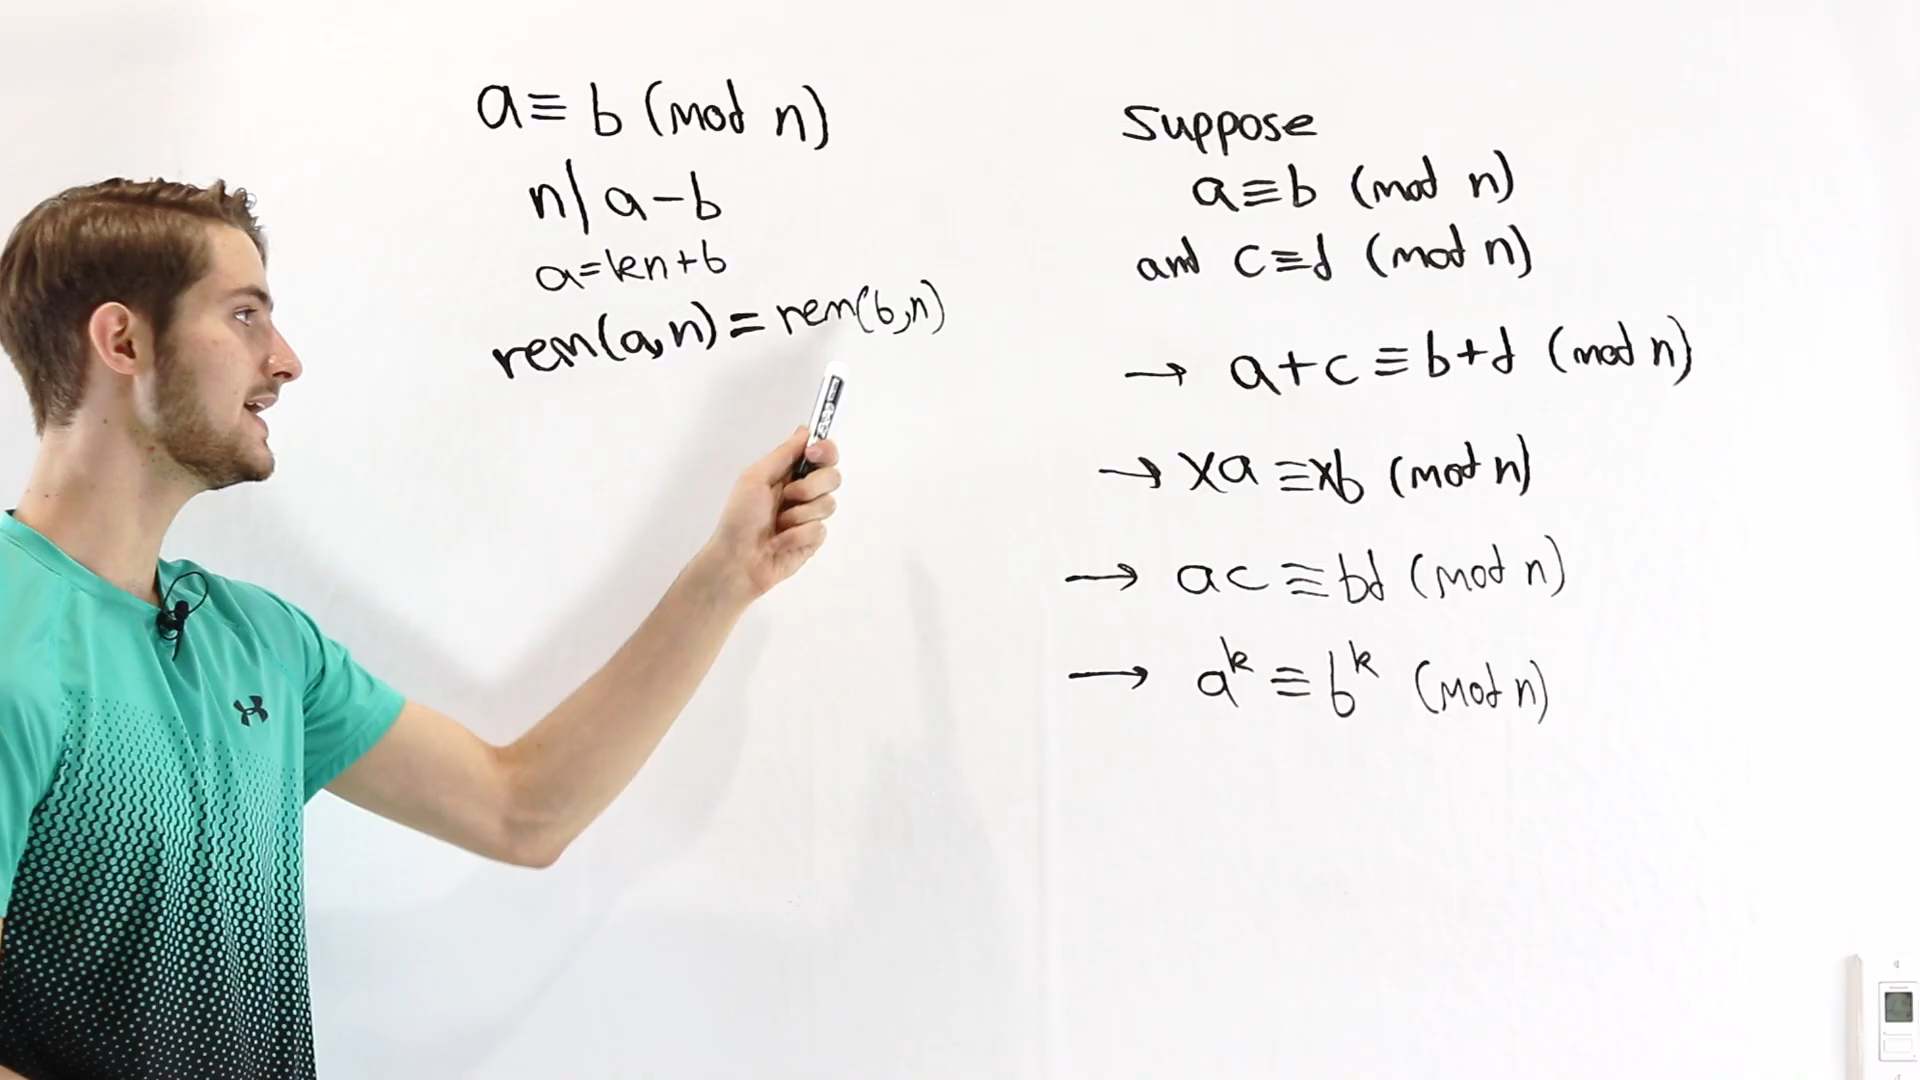 a ≡ b (mod n)
n | a - b
a = kn + b
rem(a,n) = rem(b,n)
Suppose
a ≡ b (mod n)
and c ≡ d (mod n)
→ a + c ≡ b + d (mod n)
→ xa ≡ xb (mod n)
→ ac ≡ bd (mod n)
→ a^k ≡ b^k (mod n)